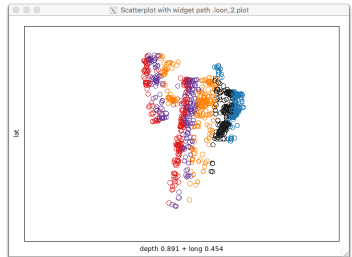 Scatterplot with widget path .loon_2.plot
lat
depth 0.891 + long 0.454